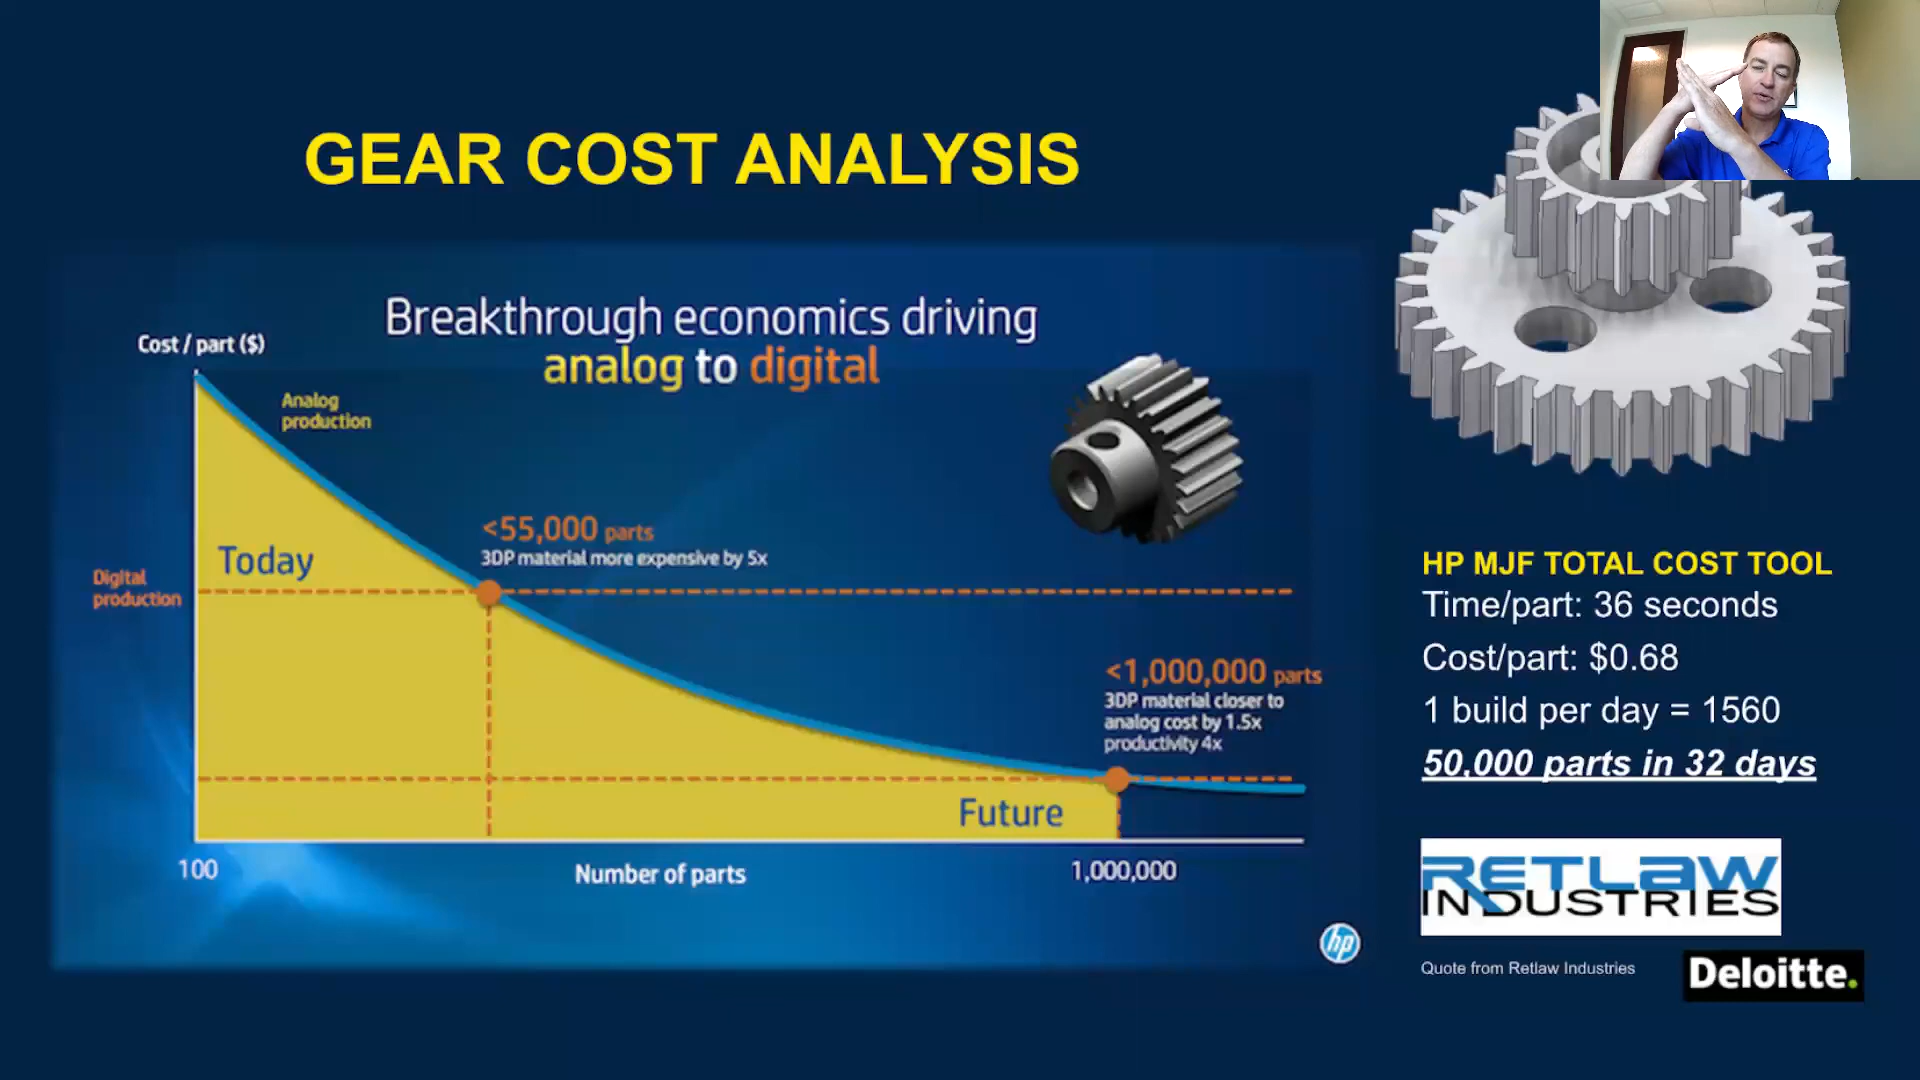 GEAR COST ANALYSIS
Breakthrough economics driving
analog to digital
Cost / part ($)
Analog
production
<55,000 parts
3DP material more expensive by 5x
Today
Digital
production
<1,000,000 parts
3DP material closer to
analog cost by 1.5x
productivity 4x
Future
100
Number of parts
1,000,000
hp
HP MJF TOTAL COST TOOL
Time/part: 36 seconds
Cost/part: $0.68
1 build per day = 1560
50,000 parts in 32 days
RETLAW
INDUSTRIES
Quote from Retlaw Industries
Deloitte.